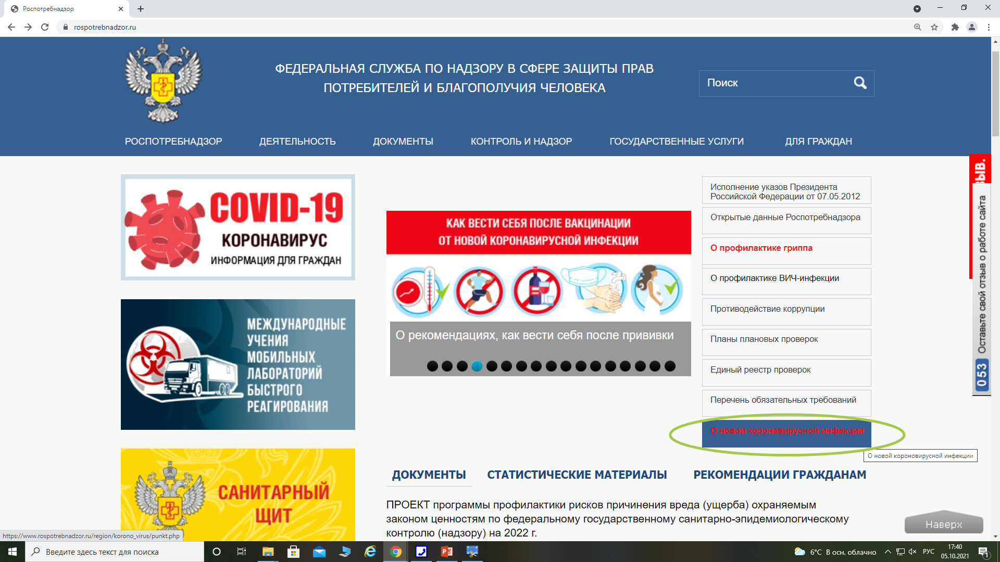 Роспотребнадзор
rospotrebnadzor.ru
ФЕДЕРАЛЬНАЯ СЛУЖБА ПО НАДЗОРУ В СФЕРЕ ЗАЩИТЫ ПРАВ
ПОТРЕБИТЕЛЕЙ И БЛАГОПОЛУЧИЯ ЧЕЛОВЕКА
Поиск
РОСПОТРЕБНАДЗОР
ДЕЯТЕЛЬНОСТЬ
ДОКУМЕНТЫ
КОНТРОЛЬ И НАДЗОР
ГОСУДАРСТВЕННЫЕ УСЛУГИ
ДЛЯ ГРАЖДАН
COVID-19
КОРОНАВИРУС
ИНФОРМАЦИЯ ДЛЯ ГРАЖДАН
МЕЖДУНАРОДНЫЕ
УЧЕНИЯ
МОБИЛЬНЫХ
ЛАБОРАТОРИЙ
БЫСТРОГО
РЕАГИРОВАНИЯ
САНИТАРНЫЙ
ЩИТ
КАК ВЕСТИ СЕБЯ ПОСЛЕ ВАКЦИНАЦИИ
ОТ НОВОЙ КОРОНАВИРУСНОЙ ИНФЕКЦИИ
О рекомендациях, как вести себя после прививки
Исполнение указов Президента
Российской Федерации от 07.05.2012
Открытые данные Роспотребнадзора
О профилактике гриппа
О профилактике ВИЧ-инфекции
Противодействие коррупции
Планы плановых проверок
Единый реестр проверок
Перечень обязательных требований
О новой коронавирусной инфекции
О новой короновирусной инфекции
ЗЫВ.
Оставьте свой отзыв о работе сайта
053
ДОКУМЕНТЫ
СТАТИСТИЧЕСКИЕ МАТЕРИАЛЫ
РЕКОМЕНДАЦИИ ГРАЖДАНАМ
ПРОЕКТ программы профилактики рисков причинения вреда (ущерба) охраняемым
законом ценностям по федеральному государственному санитарно-эпидемиологическому
контролю (надзору) на 2022 г.
Наверх
https://www.rospotrebnadzor.ru/region/korono_virus/punkt.php
Введите здесь текст для поиска
6°C В осн. облачно
РУС
17:40
05.10.2021
1